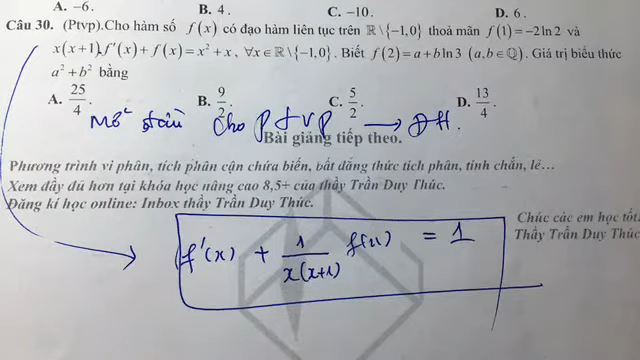 A. −6. B. 4. C. −10. D. 6.
Câu 30. (Ptvp).Cho hàm số f(x) có đạo hàm liên tục trên ℝ\{−1,0} thoả mãn f(1)=−2ln2 và
x(x+1)f'(x)+f(x)=x²+x, ∀x∈ℝ\{−1,0}. Biết f(2)=a+bln3 (a,b∈ℚ). Giá trị biểu thức
a²+b² bằng
A. 25/4. B. 9/2. C. 5/2. D. 13/4.
Cho P t v P → ĐH.
Bài giảng tiếp theo.
Phương trình vi phân, tích phân cận chứa biến, bất đẳng thức tích phân, tính chẵn, lẻ…
Xem đầy đủ hơn tại khóa học nâng cao 8,5+ của thầy Trần Duy Thúc.
Đăng kí học online: Inbox thầy Trần Duy Thúc.
Chúc các em học tốt.
Thầy Trần Duy Thúc
f'(x) + 1/x(x+1) f(x) = 1